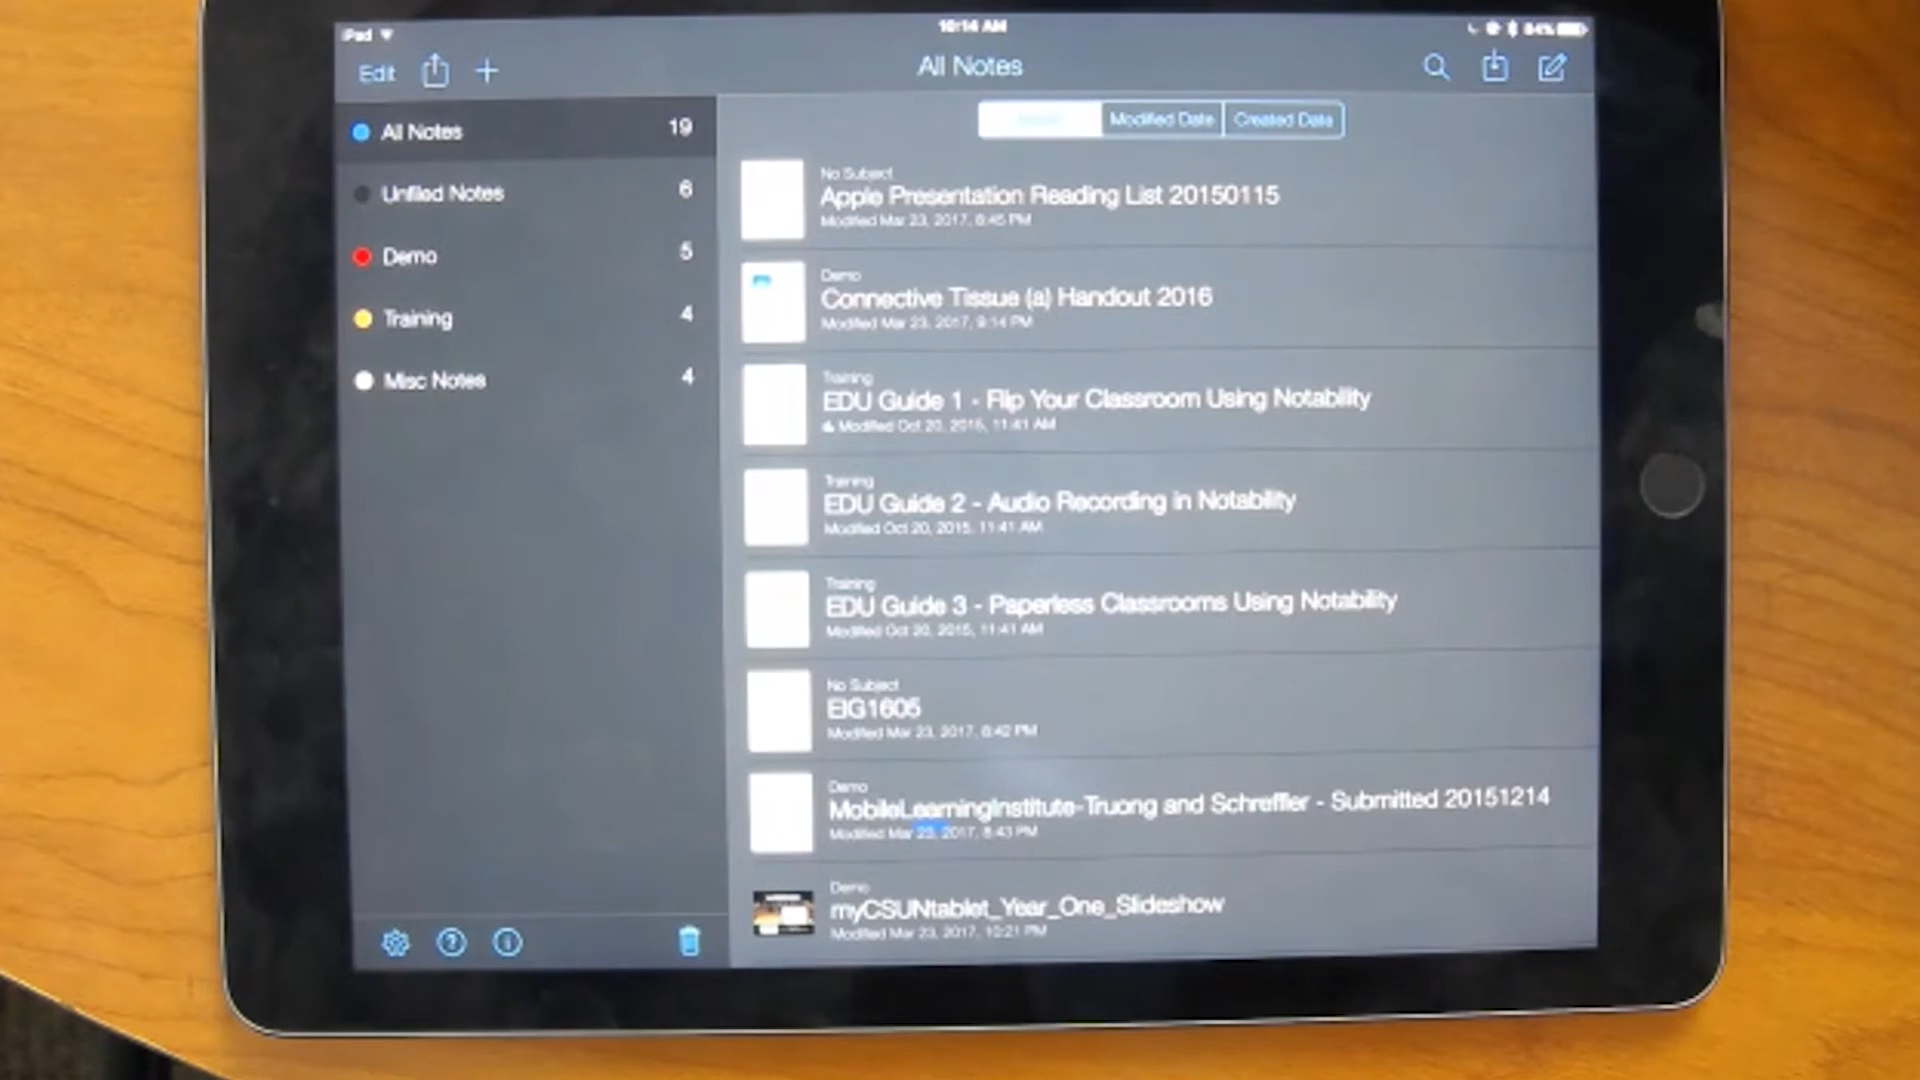 iPad 10:14 AM 84%
Edit All Notes
All Notes 19
Unfiled Notes 6
Demo 5
Training 4
Misc Notes 4
Modified Date Created Date
No Subject
Apple Presentation Reading List 20150115
Modified Mar 23, 2017, 8:45 PM
Demo
Connective Tissue (a) Handout 2016
Modified Mar 23, 2017, 9:14 PM
Training
EDU Guide 1 - Flip Your Classroom Using Notability
Modified Oct 20, 2015, 11:41 AM
Training
EDU Guide 2 - Audio Recording in Notability
Modified Oct 20, 2015, 11:41 AM
Training
EDU Guide 3 - Paperless Classrooms Using Notability
Modified Oct 20, 2015, 11:41 AM
No Subject
EIG1605
Modified Mar 23, 2017, 8:42 PM
Demo
MobileLearningInstitute-Truong and Schreffler - Submitted 20151214
Modified Mar 23, 2017, 8:43 PM
Demo
myCSUNtablet_Year_One_Slideshow
Modified Mar 23, 2017, 10:21 PM